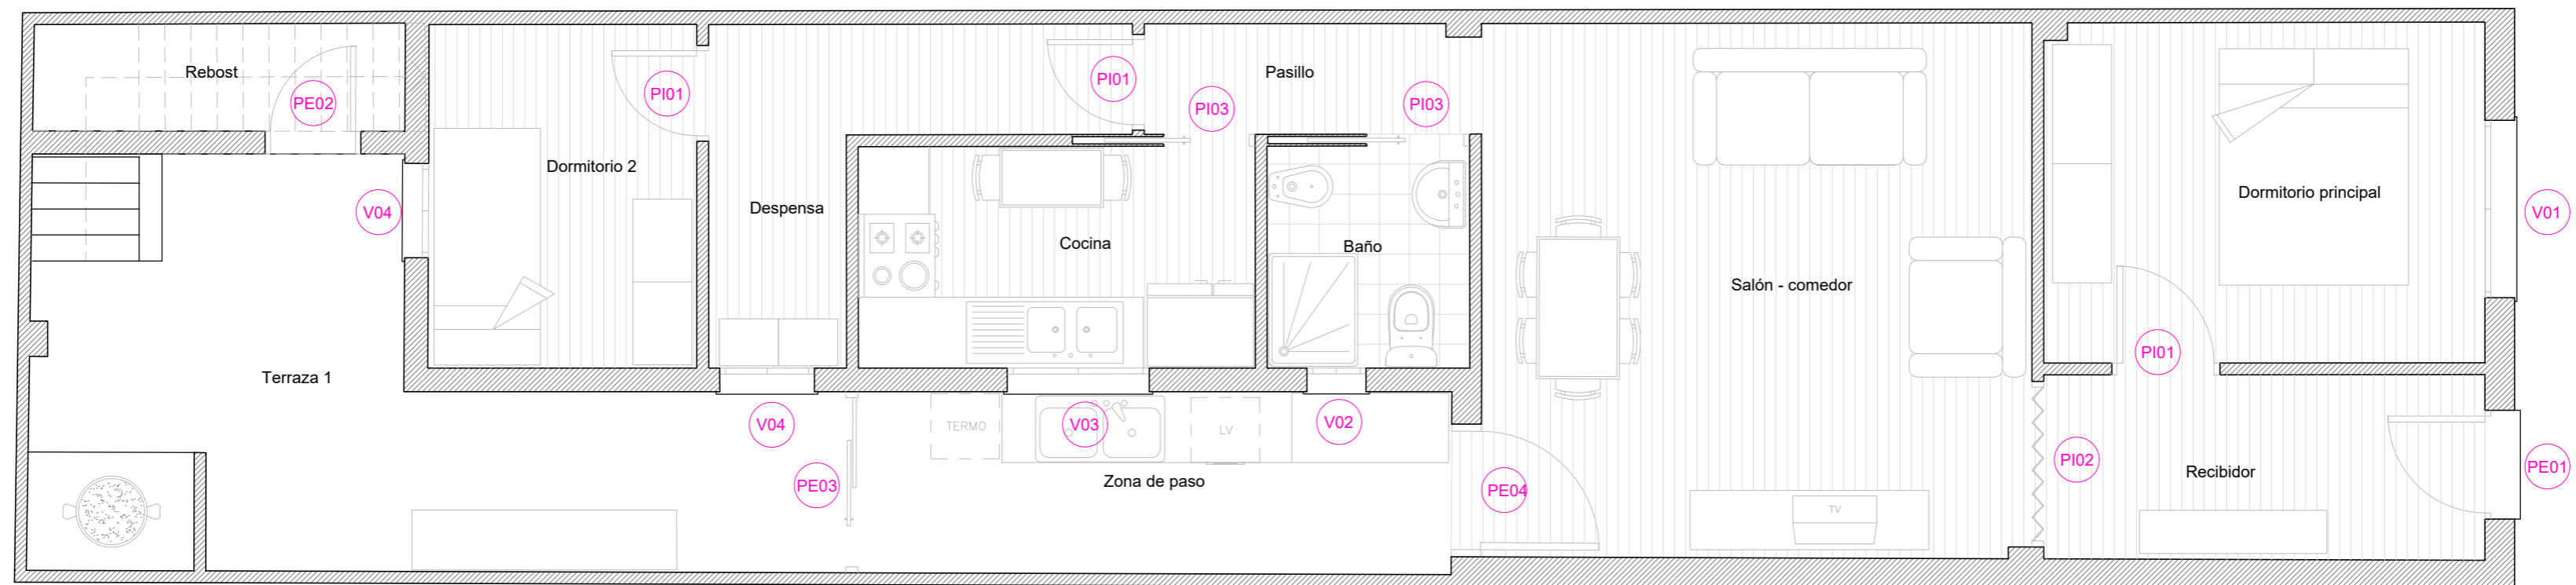 Rebost
PE02
PI01
PI01
Pasillo
PI03
PI03
Dormitorio 2
V04
Despensa
Cocina
Baño
Salón - comedor
Dormitorio principal
V01
Terraza 1
PI01
V04
TERMO
V03
LV
V02
PE03
Zona de paso
PE04
PI02
Recibidor
PE01
TV